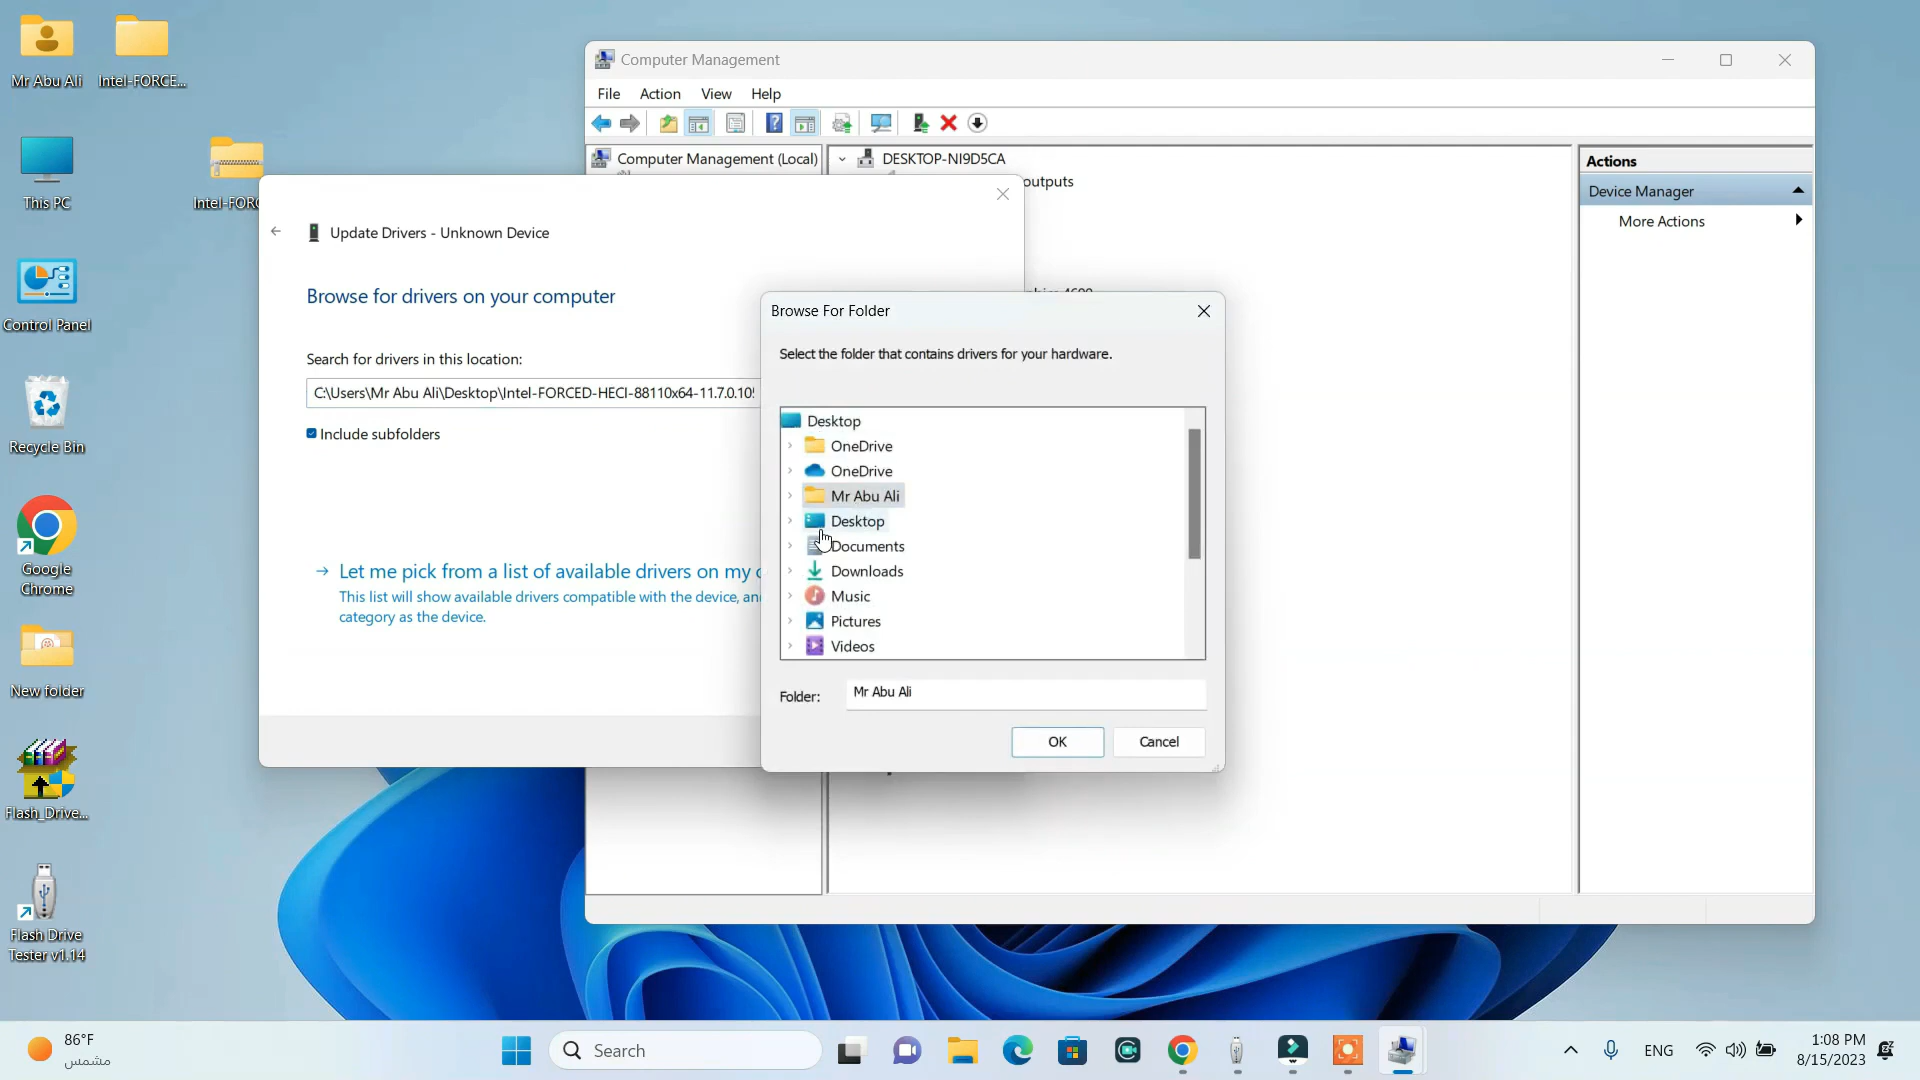 Mr Abu Ali
Intel-FORCE...
This PC
Intel-FOR
Control Panel
Recycle Bin
Google
Chrome
New folder
Flash_Drive...
Flash Drive
Tester v1.14
Computer Management
File Action View Help
Computer Management (Local)
DESKTOP-NI9D5CA
outputs
Actions
Device Manager
More Actions
Update Drivers - Unknown Device
Browse for drivers on your computer
Search for drivers in this location:
C:\Users\Mr Abu Ali\Desktop\Intel-FORCED-HECI-88110x64-11.7.0.105
Include subfolders
Let me pick from a list of available drivers on my c
This list will show available drivers compatible with the device, an
category as the device.
Browse For Folder
Select the folder that contains drivers for your hardware.
Desktop
OneDrive
OneDrive
Mr Abu Ali
Desktop
Documents
Downloads
Music
Pictures
Videos
Folder: Mr Abu Ali
OK Cancel
86°F
مشمس
Search
ENG
1:08 PM
8/15/2023